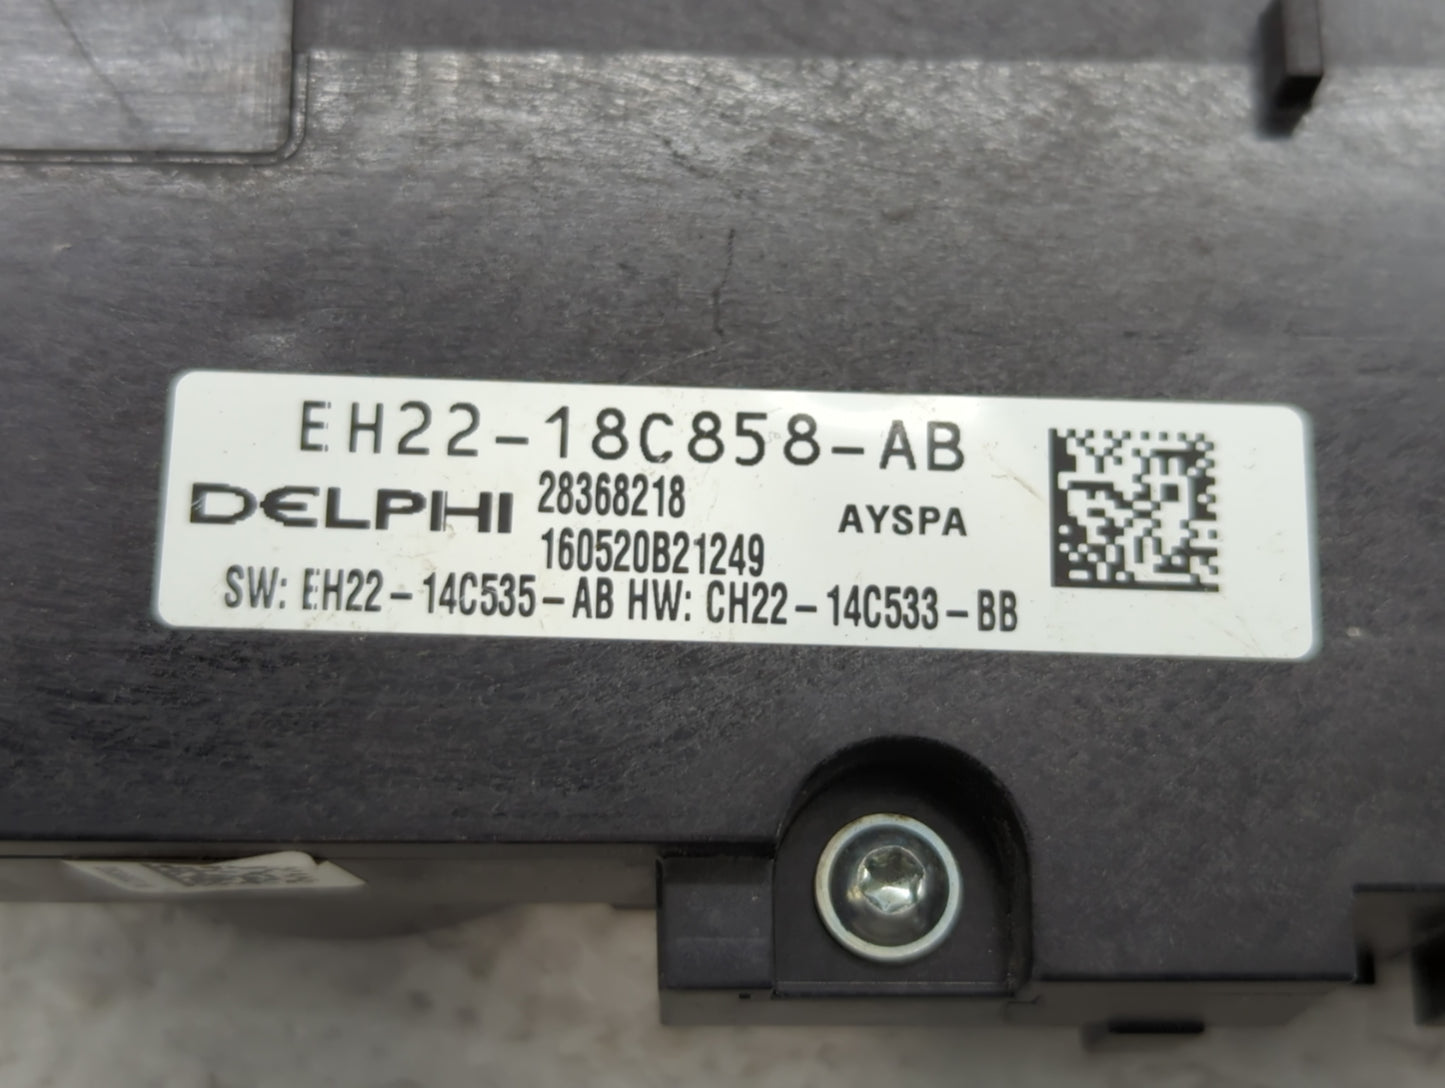 EH22-18C858-AB
DELPHI 28368218 AYSPA
160520B21249
SW: EH22-14C535-AB HW: CH22-14C533-BB